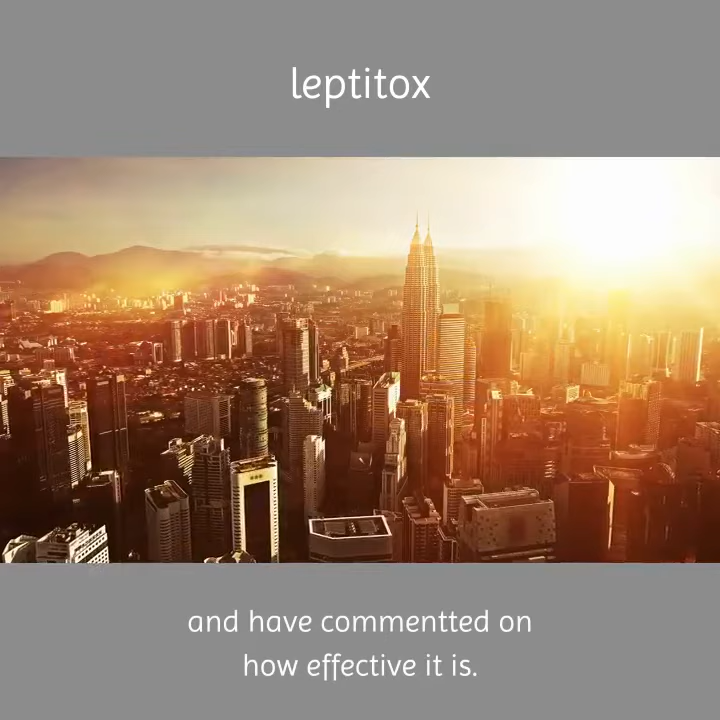 leptitox
and have commentted on
how effective it is.